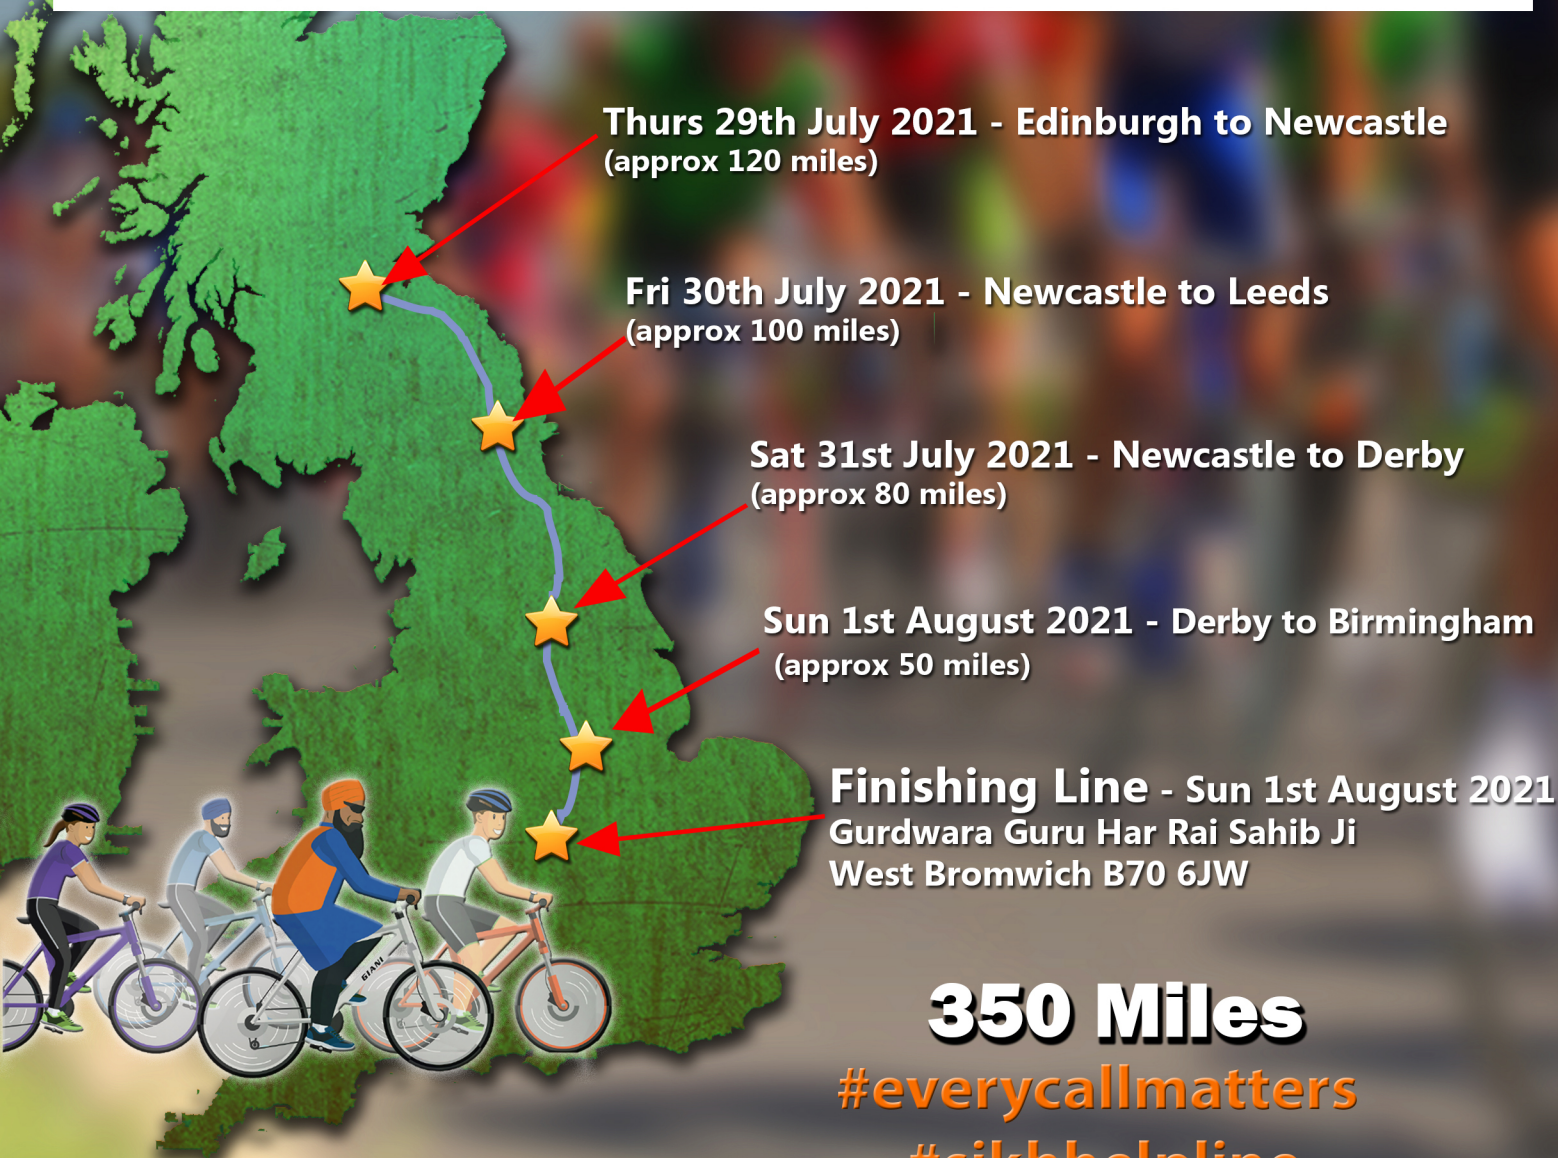 Thurs 29th July 2021 - Edinburgh to Newcastle
(approx 120 miles)
Fri 30th July 2021 - Newcastle to Leeds
(approx 100 miles)
Sat 31st July 2021 - Newcastle to Derby
(approx 80 miles)
Sun 1st August 2021 - Derby to Birmingham
(approx 50 miles)
Finishing Line - Sun 1st August 2021
Gurdwara Guru Har Rai Sahib Ji
West Bromwich B70 6JW
GIANI
350 Miles
#everycallmatters
#sikhhelpline